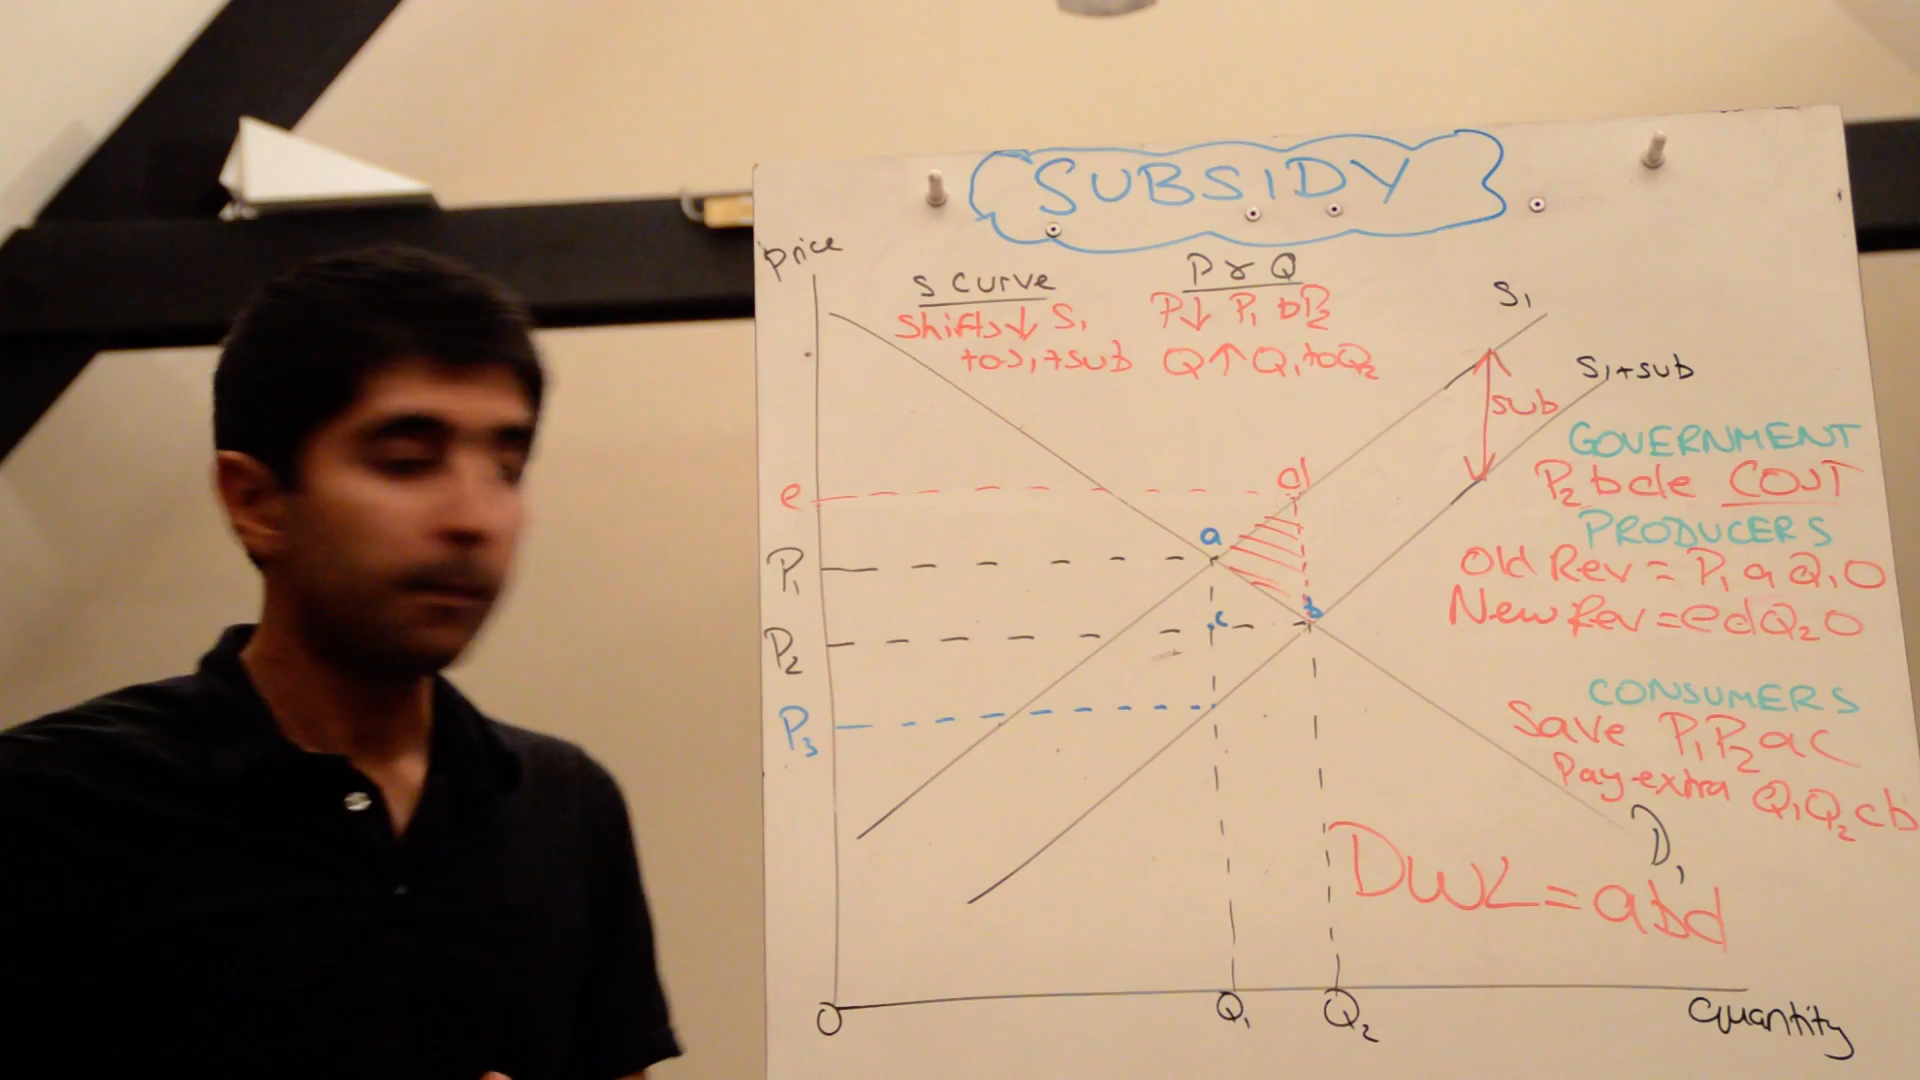 SUBSIDY
price
S curve
Shifts↓ S₁
to S₁+sub
P & Q
P↓ P₁ to P₂
Q↑ Q₁ to Q₂
S₁
S₁+sub
sub
GOVERNMENT
P₂bde COST
PRODUCERS
Old Rev = P₁aQ₁O
New Rev = edQ₂O
CONSUMERS
Save P₁P₂ac
Pay extra Q₁Q₂cb
D₁
DWL = abd
e
d
a
P₁
b
c
P₂
P₃
O
Q₁
Q₂
quantity